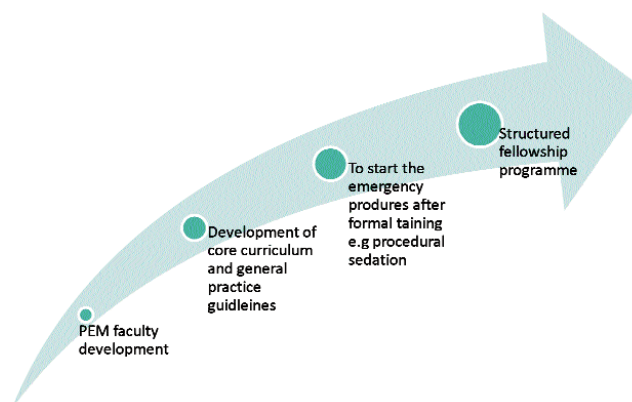 PEM faculty
development
Development of
core curriculum
and general
practice
guidleines
To start the
emergency
produres after
formal taining
e.g procedural
sedation
Structured
fellowship
programme